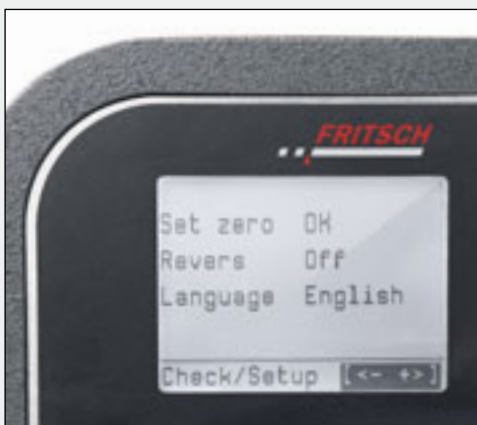 FRITSCH
Set zero OK
Revers Off
Language English
Check/Setup [<- +>]